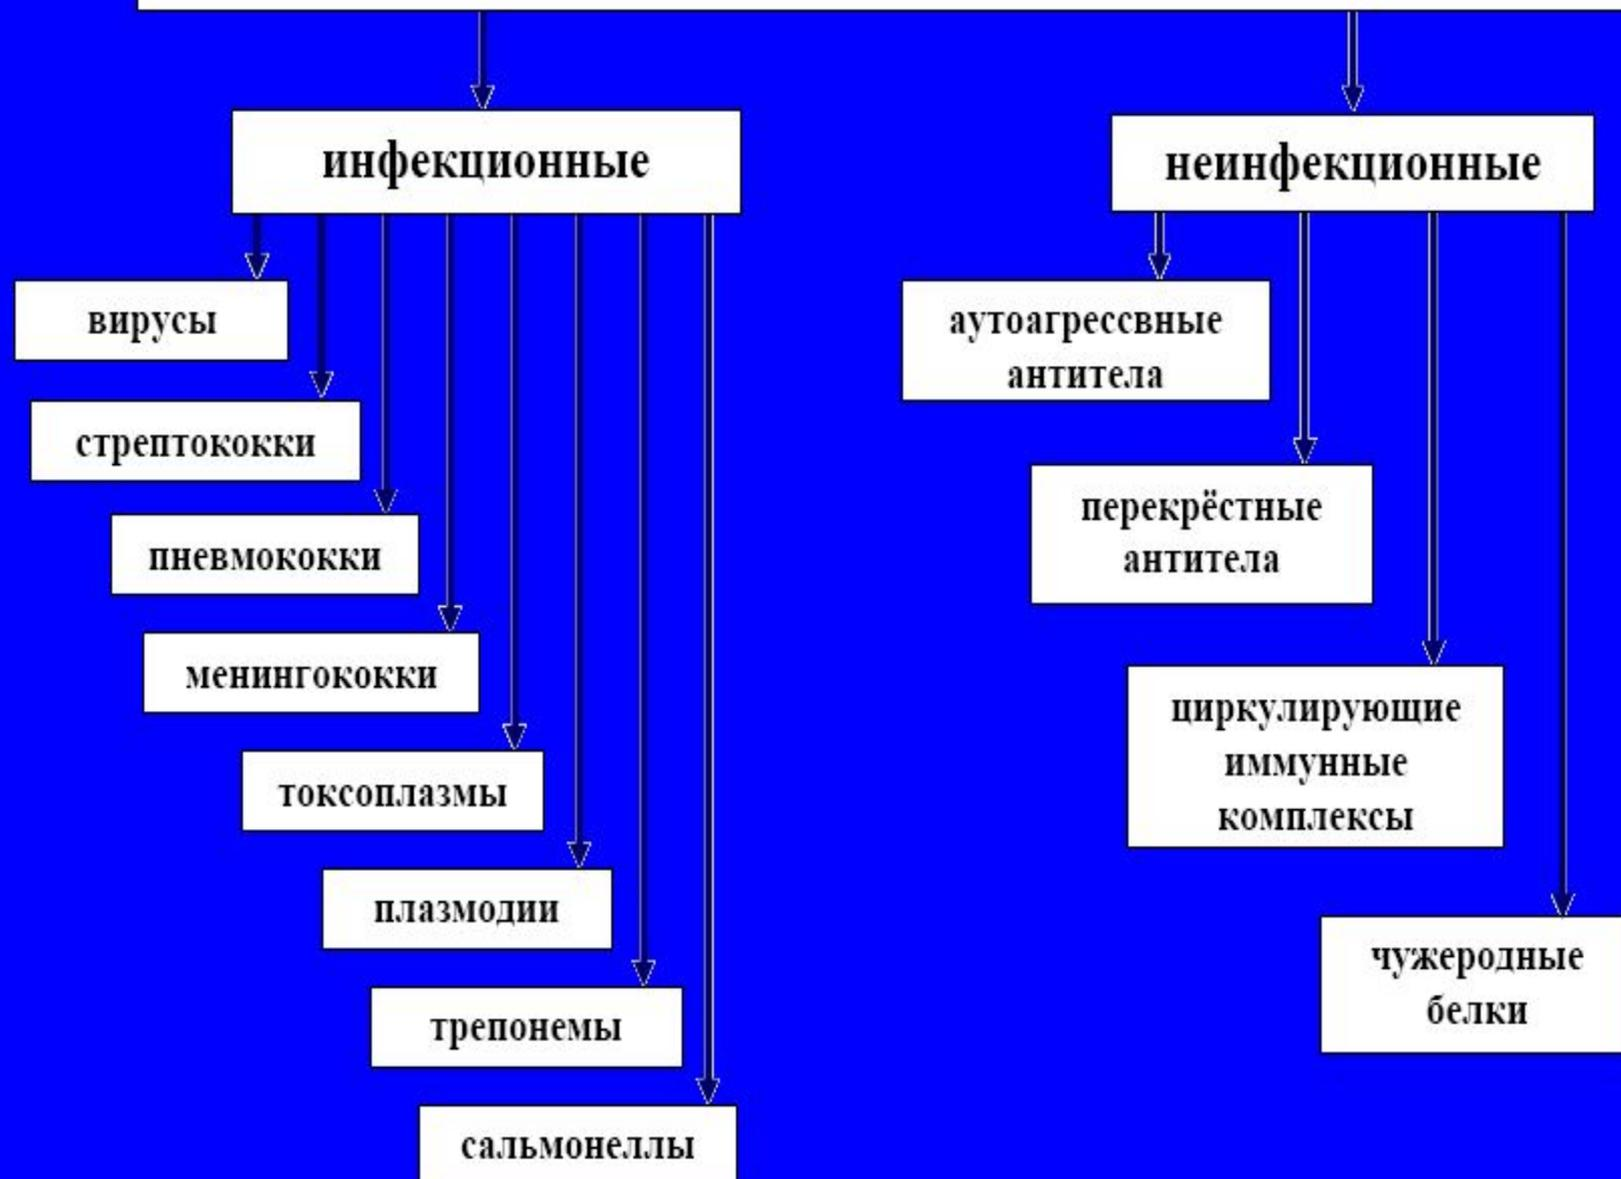 инфекционные
вирусы
стрептококки
пневмококки
менингококки
токсоплазмы
плазмодии
трепонемы
сальмонеллы
неинфекционные
аутоагрессвные
антитела
перекрёстные
антитела
циркулирующие
иммунные
комплексы
чужеродные
белки